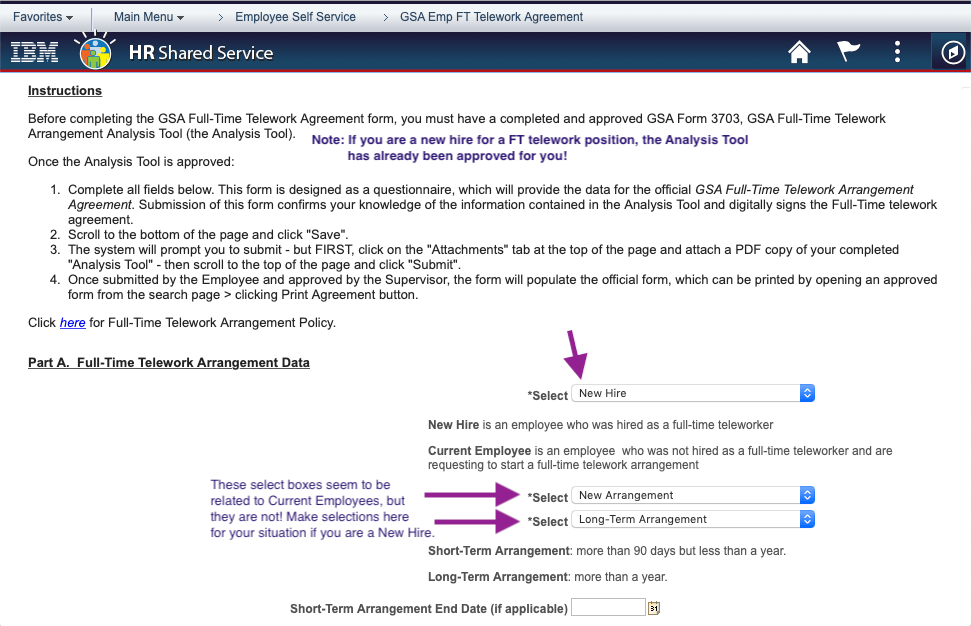 Favorites Main Menu > Employee Self Service > GSA Emp FT Telework Agreement
IBM HR Shared Service
Instructions
Before completing the GSA Full-Time Telework Agreement form, you must have a completed and approved GSA Form 3703, GSA Full-Time Telework
Arrangement Analysis Tool (the Analysis Tool).
Note: If you are a new hire for a FT telework position, the Analysis Tool
has already been approved for you!
Once the Analysis Tool is approved:
1. Complete all fields below. This form is designed as a questionnaire, which will provide the data for the official GSA Full-Time Telework Arrangement
Agreement. Submission of this form confirms your knowledge of the information contained in the Analysis Tool and digitally signs the Full-Time telework
agreement.
2. Scroll to the bottom of the page and click "Save".
3. The system will prompt you to submit - but FIRST, click on the "Attachments" tab at the top of the page and attach a PDF copy of your completed
"Analysis Tool" - then scroll to the top of the page and click "Submit".
4. Once submitted by the Employee and approved by the Supervisor, the form will populate the official form, which can be printed by opening an approved
form from the search page > clicking Print Agreement button.
Click here for Full-Time Telework Arrangement Policy.
Part A. Full-Time Telework Arrangement Data
*Select New Hire
New Hire is an employee who was hired as a full-time teleworker
Current Employee is an employee who was not hired as a full-time teleworker and are
requesting to start a full-time telework arrangement
These select boxes seem to be
related to Current Employees, but
they are not! Make selections here
for your situation if you are a New Hire.
*Select New Arrangement
*Select Long-Term Arrangement
Short-Term Arrangement: more than 90 days but less than a year.
Long-Term Arrangement: more than a year.
Short-Term Arrangement End Date (if applicable) 31